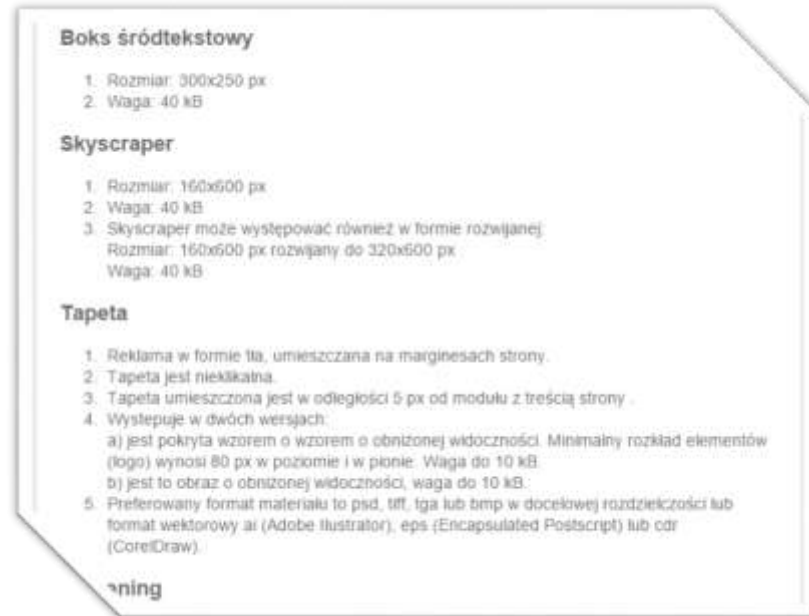 Boks śródtekstowy
1. Rozmiar: 300x250 px
2. Waga: 40 kB
Skyscraper
1. Rozmiar: 160x600 px
2. Waga: 40 kB
3. Skyscraper może występować również w formie rozwijanej:
Rozmiar: 160x600 px rozwijany do 320x600 px
Waga: 40 kB
Tapeta
1. Reklama w formie tła, umieszczana na marginesach strony.
2. Tapeta jest nieklikalna.
3. Tapeta umieszczona jest w odległości 5 px od modułu z treścią strony .
4. Wystepuje w dwóch wersjach:
a) jest pokryta wzorem o wzorem o obniżonej widoczności. Minimalny rozkład elementów
(logo) wynosi 80 px w poziomie i w pionie. Waga do 10 kB.
b) jest to obraz o obniżonej widoczności, waga do 10 kB.
5. Preferowany format materiału to psd, tiff, tga lub bmp w docelowej rozdzielczości lub
format wektorowy ai (Adobe Ilustrator), eps (Encapsulated Postscript) lub cdr
(CorelDraw).
ening